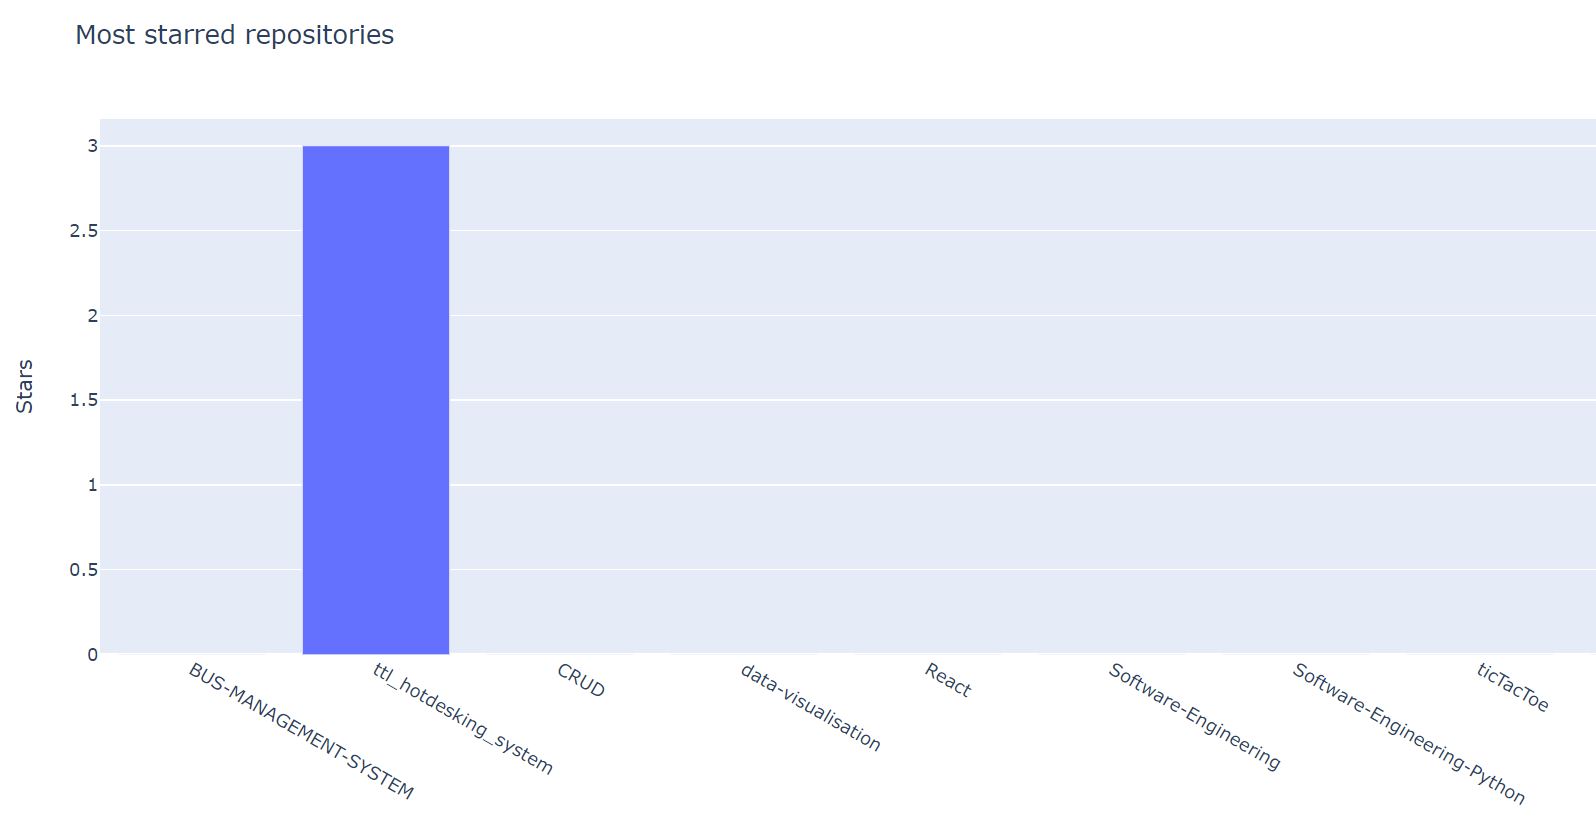 Most starred repositories
3
2.5
2
1.5
1
0.5
0
Stars
BUS-MANAGEMENT-SYSTEM
ttl_hotdesking_system
CRUD
data-visualisation
React
Software-Engineering
Software-Engineering-Python
ticTacToe